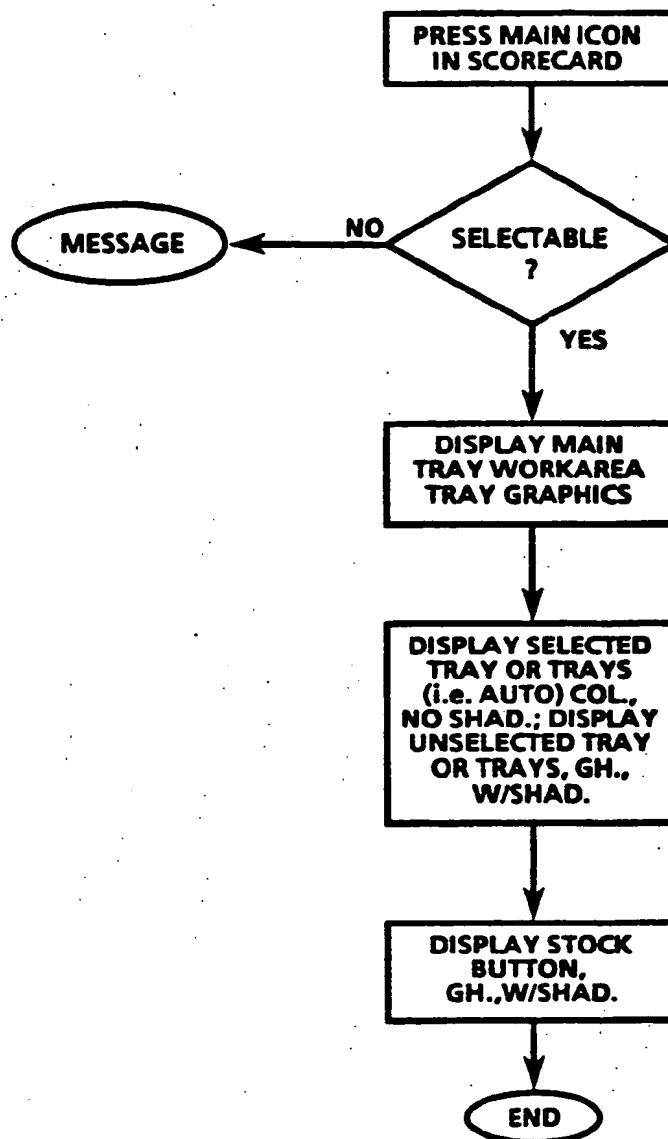 PRESS MAIN ICON
IN SCORECARD
NO
MESSAGE
SELECTABLE
?
YES
DISPLAY MAIN
TRAY WORKAREA
TRAY GRAPHICS
DISPLAY SELECTED
TRAY OR TRAYS
(i.e. AUTO) COL.,
NO SHAD.; DISPLAY
UNSELECTED TRAY
OR TRAYS, GH.,
W/SHAD.
DISPLAY STOCK
BUTTON,
GH.,W/SHAD.
END